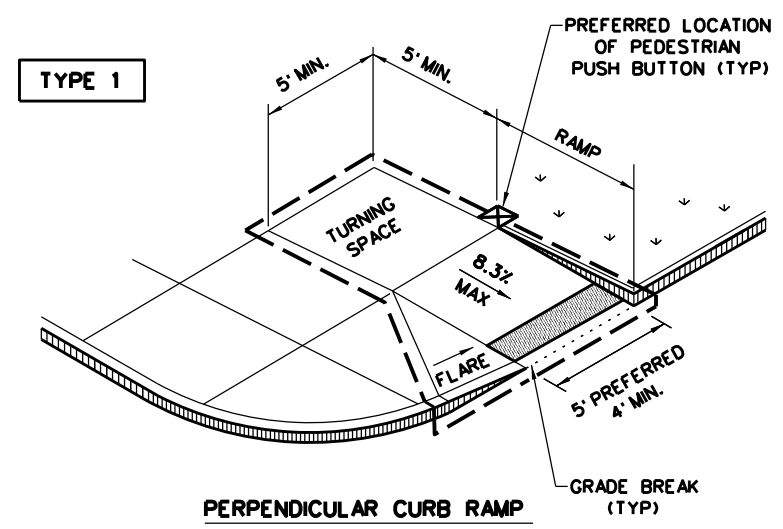 PREFERRED LOCATION
OF PEDESTRIAN
PUSH BUTTON (TYP)
TYPE 1
5' MIN.
5' MIN.
RAMP
TURNING
SPACE
8.3%
MAX
FLARE
5' PREFERRED
4' MIN.
GRADE BREAK
(TYP)
PERPENDICULAR CURB RAMP